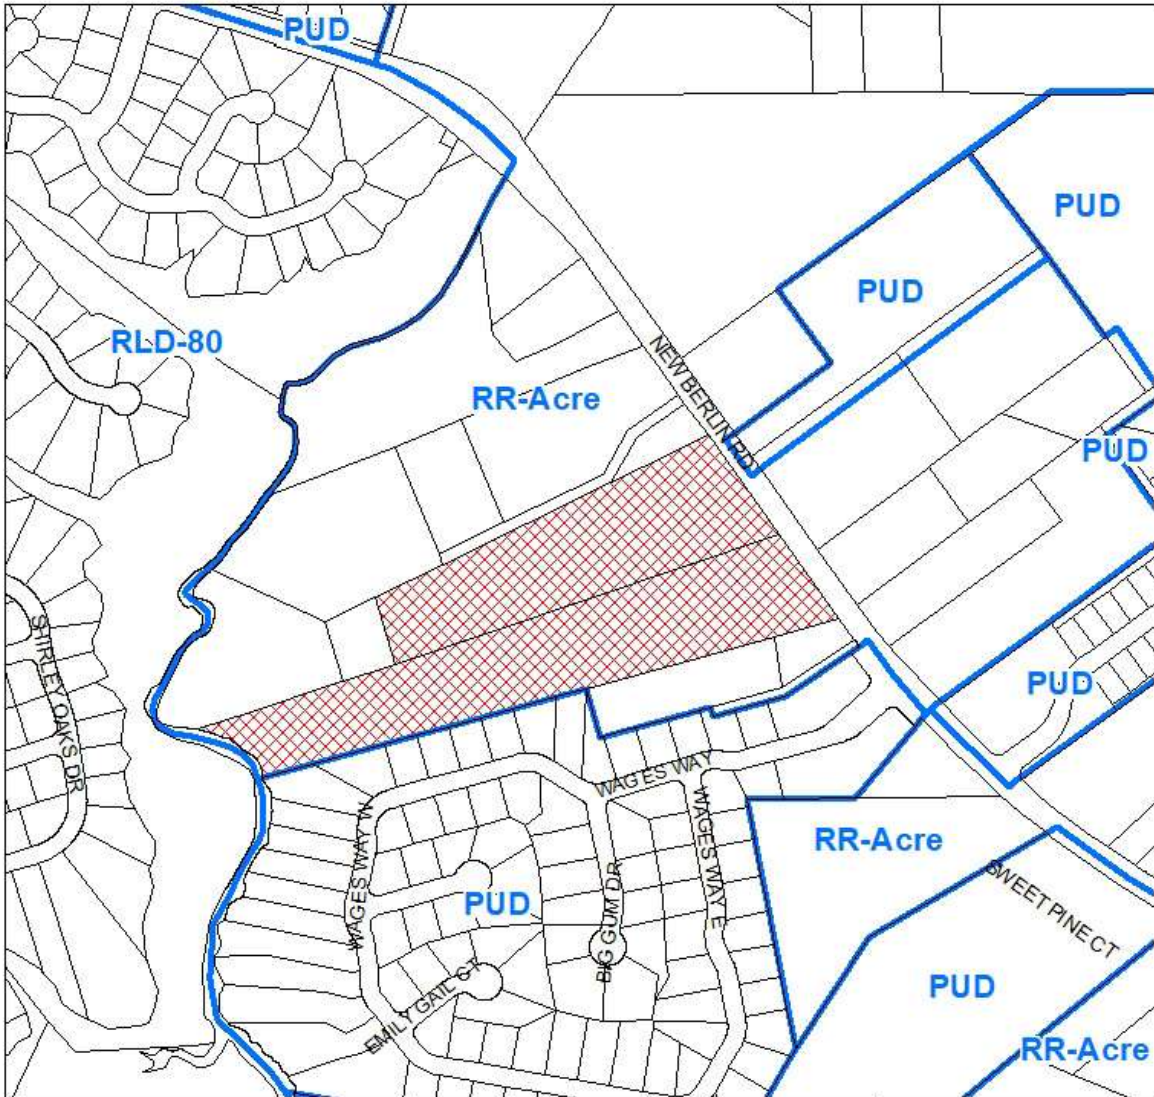 PUD
PUD
PUD
RLD-80
NEW BERLIN RD
RR-Acre
PUD
SHIRLEY OAKS DR
PUD
WAGES WAY
WAGES WAY W
WAGES WAY E
RR-Acre
SWEET PINE CT
BIG GUM DR
PUD
EMILY GAIL CT
PUD
RR-Acre